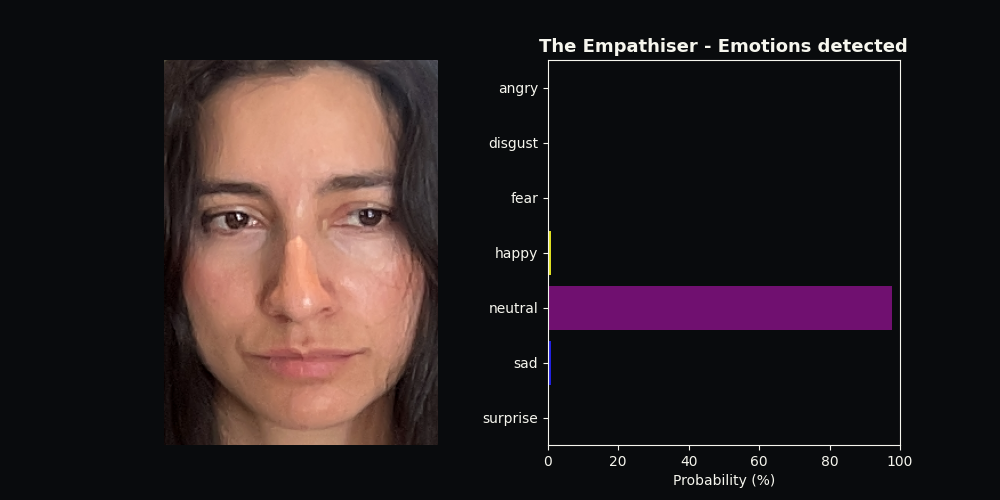 The Empathiser - Emotions detected
angry
disgust
fear
happy
neutral
sad
surprise
0 20 40 60 80 100
Probability (%)